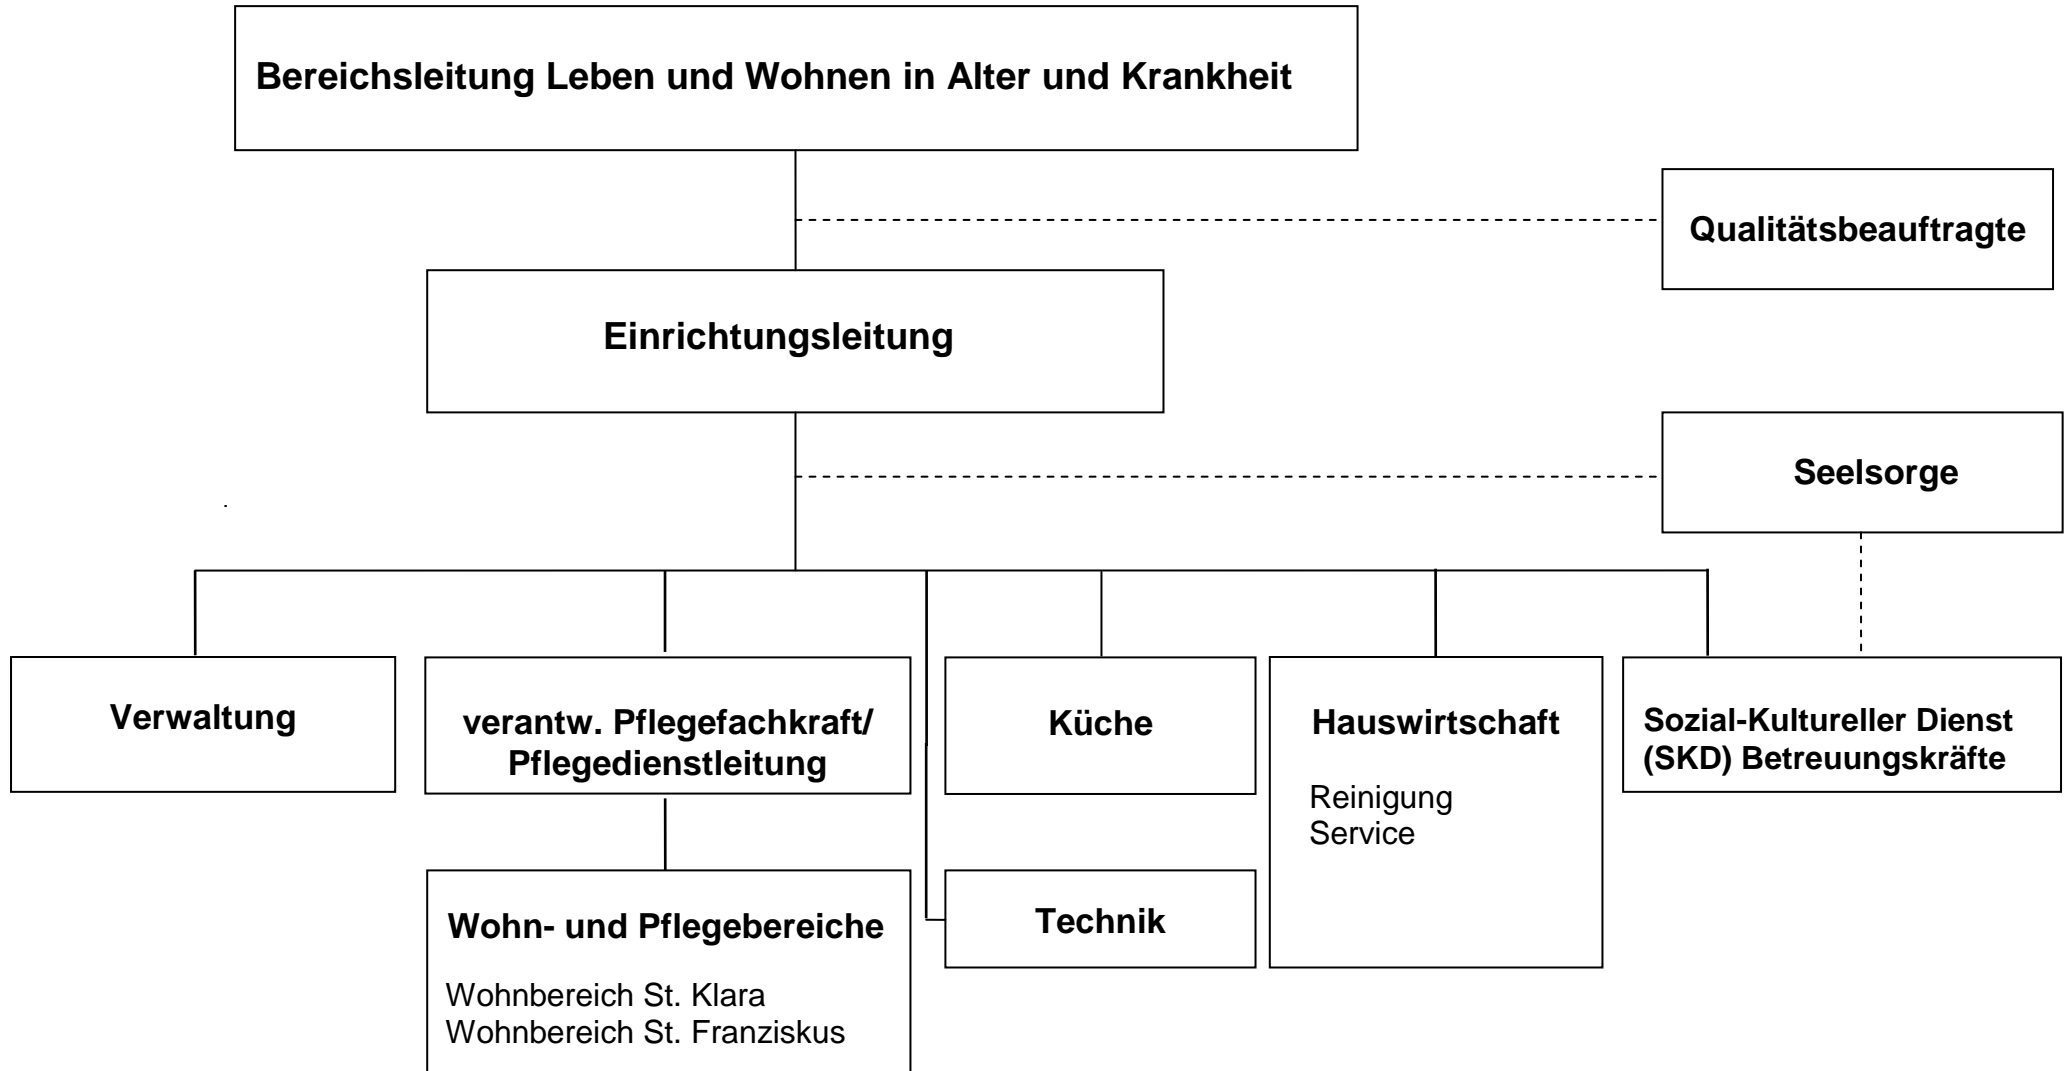 Bereichsleitung Leben und Wohnen in Alter und Krankheit
Qualitätsbeauftragte
Einrichtungsleitung
Seelsorge
Verwaltung
verantw. Pflegefachkraft/
Pflegedienstleitung
Küche
Hauswirtschaft
Reinigung
Service
Sozial-Kultureller Dienst
(SKD) Betreuungskräfte
Wohn- und Pflegebereiche
Wohnbereich St. Klara
Wohnbereich St. Franziskus
Technik